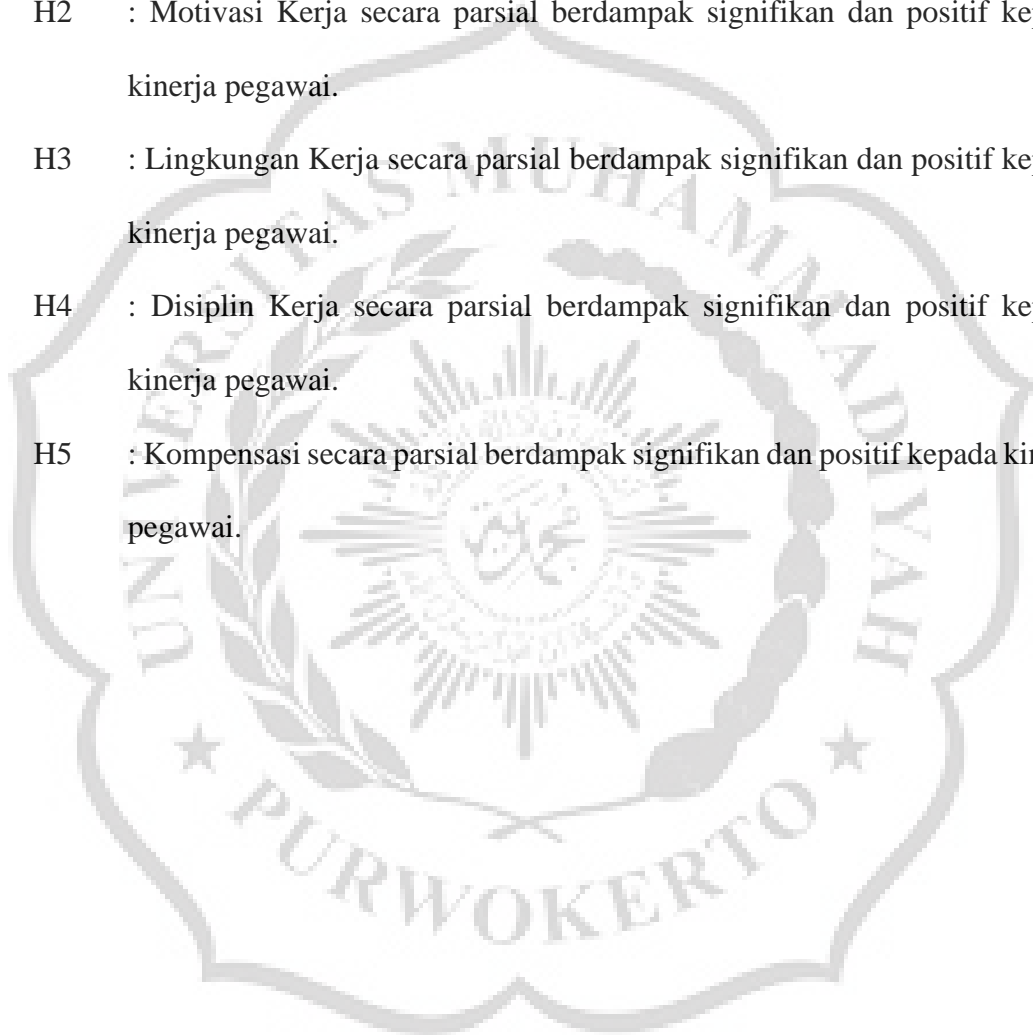 H2 : Motivasi Kerja secara parsial berdampak signifikan dan positif
kinerja pegawai.
H3 : Lingkungan Kerja secara parsial berdampak signifikan dan positif
kinerja pegawai.
H4 : Disiplin Kerja secara parsial berdampak signifikan dan positif
kinerja pegawai.
H5 : Kompensasi secara parsial berdampak signifikan dan positif kepada
pegawai.
UNIVERSITAS MUHAMMADIYAH
PURWOKERTO